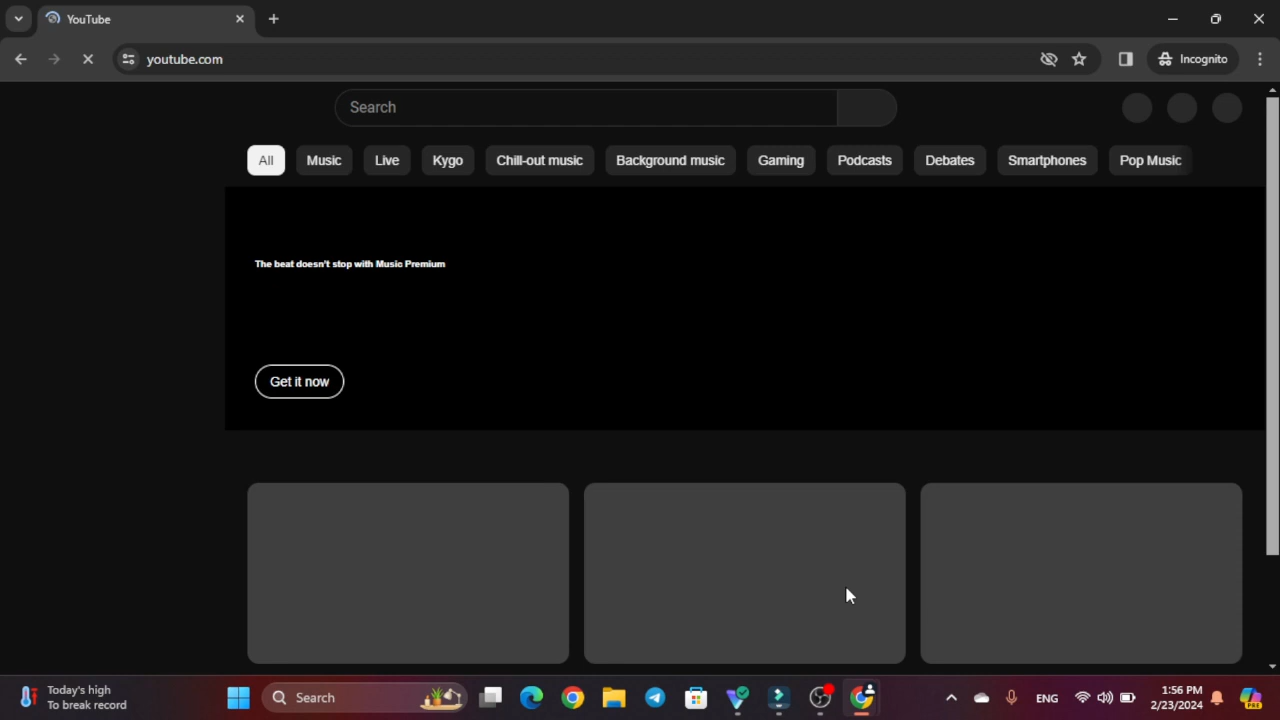 YouTube
youtube.com
Incognito
Search
All Music Live Kygo Chill-out music Background music Gaming Podcasts Debates Smartphones Pop Music
The beat doesn't stop with Music Premium
Get it now
Today's high
To break record
Search
ENG
1:56 PM
2/23/2024
PRE